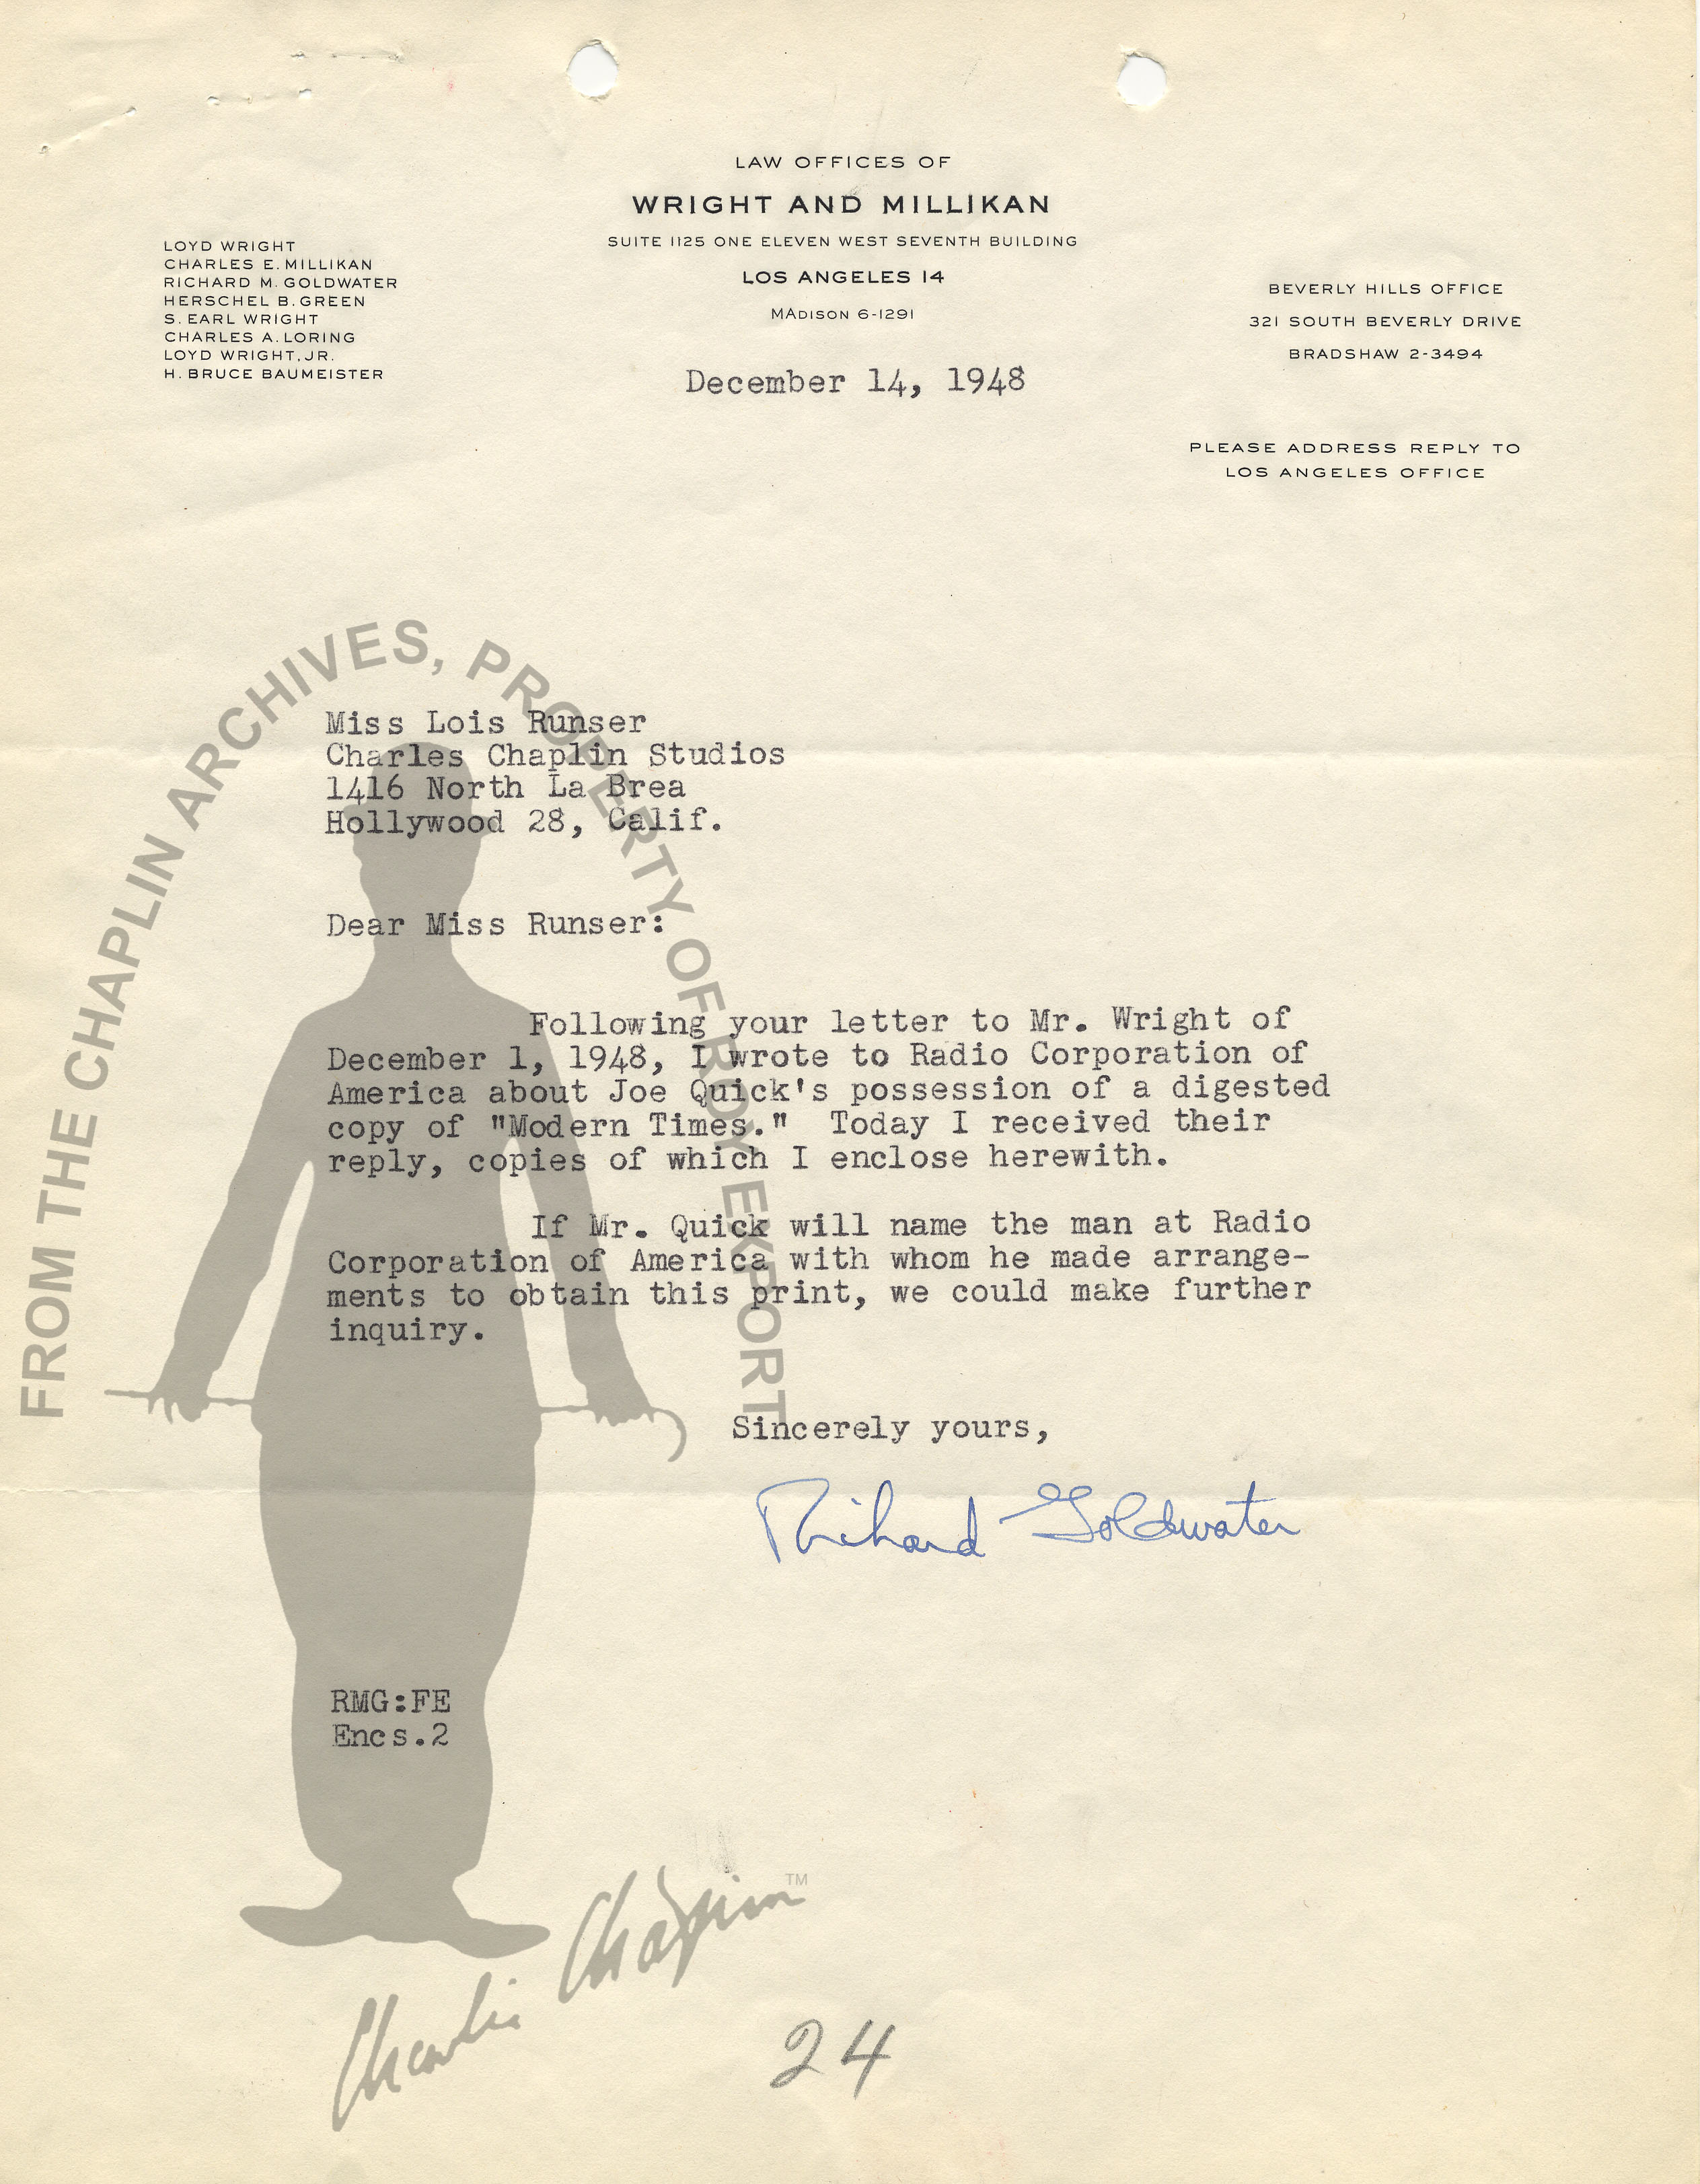 LAW OFFICES OF
WRIGHT AND MILLIKAN
SUITE 1125 ONE ELEVEN WEST SEVENTH BUILDING
LOS ANGELES 14
MADISON 6-1291
LOYD WRIGHT
CHARLES E. MILLIKAN
RICHARD M. GOLDWATER
HERSCHEL B. GREEN
S. EARL WRIGHT
CHARLES A. LORING
LOYD WRIGHT, JR.
H. BRUCE BAUMEISTER
BEVERLY HILLS OFFICE
321 SOUTH BEVERLY DRIVE
BRADSHAW 2-3494
December 14, 1948
PLEASE ADDRESS REPLY TO
LOS ANGELES OFFICE
FROM THE CHAPLIN ARCHIVES, PROPERTY OF ROY EXPORT
Miss Lois Runser
Charles Chaplin Studios
1416 North La Brea
Hollywood 28, Calif.
Dear Miss Runser:
Following your letter to Mr. Wright of
December 1, 1948, I wrote to Radio Corporation of
America about Joe Quick's possession of a digested
copy of "Modern Times." Today I received their
reply, copies of which I enclose herewith.
If Mr. Quick will name the man at Radio
Corporation of America with whom he made arrange-
ments to obtain this print, we could make further
inquiry.
Sincerely yours,
Richard Goldwater
RMG:FE
Encs.2
Charlie Chaplin™
24